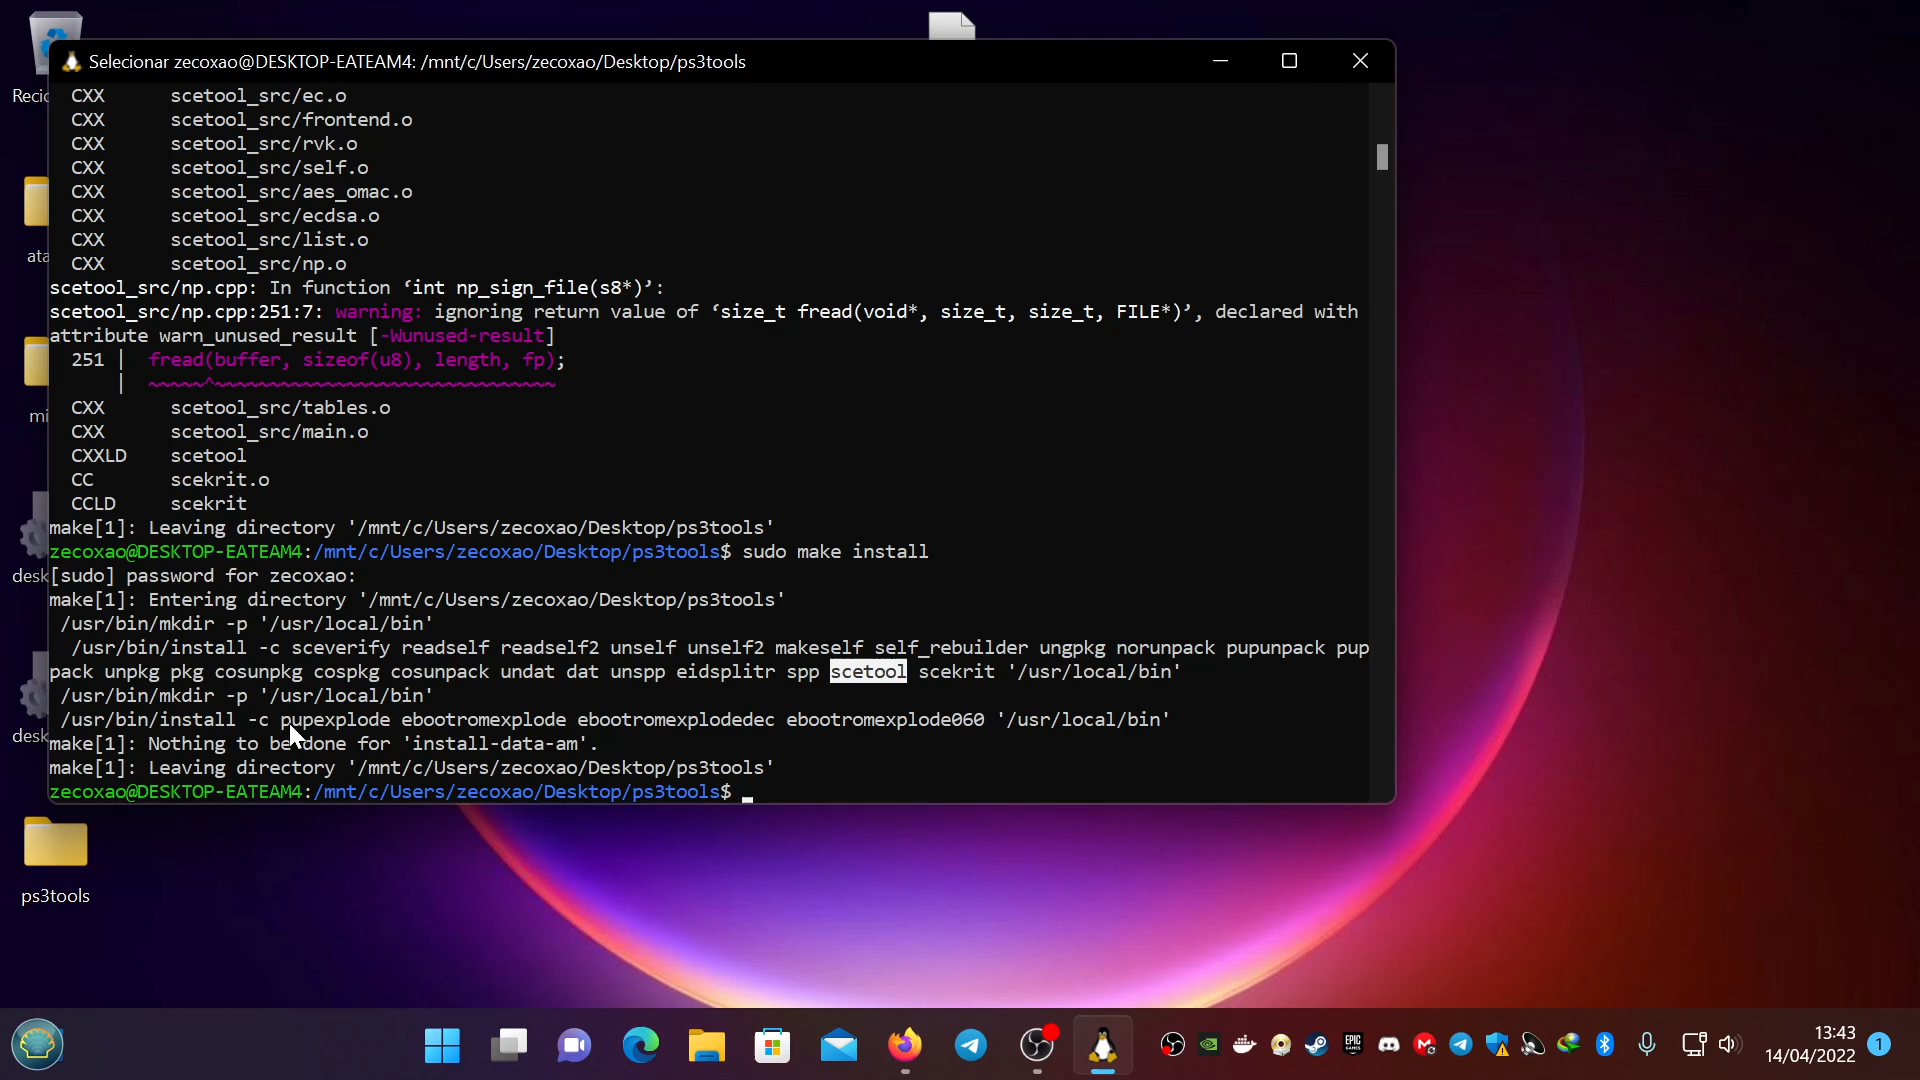 Selecionar zecoxao@DESKTOP-EATEAM4: /mnt/c/Users/zecoxao/Desktop/ps3tools
CXX scetool_src/ec.o
CXX scetool_src/frontend.o
CXX scetool_src/rvk.o
CXX scetool_src/self.o
CXX scetool_src/aes_omac.o
CXX scetool_src/ecdsa.o
CXX scetool_src/list.o
CXX scetool_src/np.o
scetool_src/np.cpp: In function ‘int np_sign_file(s8*)’:
scetool_src/np.cpp:251:7: warning: ignoring return value of ‘size_t fread(void*, size_t, size_t, FILE*)’, declared with
attribute warn_unused_result [-Wunused-result]
251 | fread(buffer, sizeof(u8), length, fp);
| ~~~~~^~~~~~~~~~~~~~~~~~~~~~~~~~~~~~~~
CXX scetool_src/tables.o
CXX scetool_src/main.o
CXXLD scetool
CC scekrit.o
CCLD scekrit
make[1]: Leaving directory '/mnt/c/Users/zecoxao/Desktop/ps3tools'
zecoxao@DESKTOP-EATEAM4:/mnt/c/Users/zecoxao/Desktop/ps3tools$ sudo make install
[sudo] password for zecoxao:
make[1]: Entering directory '/mnt/c/Users/zecoxao/Desktop/ps3tools'
/usr/bin/mkdir -p '/usr/local/bin'
/usr/bin/install -c sceverify readself readself2 unself unself2 makeself self_rebuilder ungpkg norunpack pupunpack pup
pack unpkg pkg cosunpkg cospkg cosunpack undat dat unspp eidsplitr spp scetool scekrit '/usr/local/bin'
/usr/bin/mkdir -p '/usr/local/bin'
/usr/bin/install -c pupexplode ebootromexplode ebootromexplodedec ebootromexplode060 '/usr/local/bin'
make[1]: Nothing to be done for 'install-data-am'.
make[1]: Leaving directory '/mnt/c/Users/zecoxao/Desktop/ps3tools'
zecoxao@DESKTOP-EATEAM4:/mnt/c/Users/zecoxao/Desktop/ps3tools$
Recic
ata
mi
desk
desk
ps3tools
EPIC GAMES
13:43
14/04/2022
1